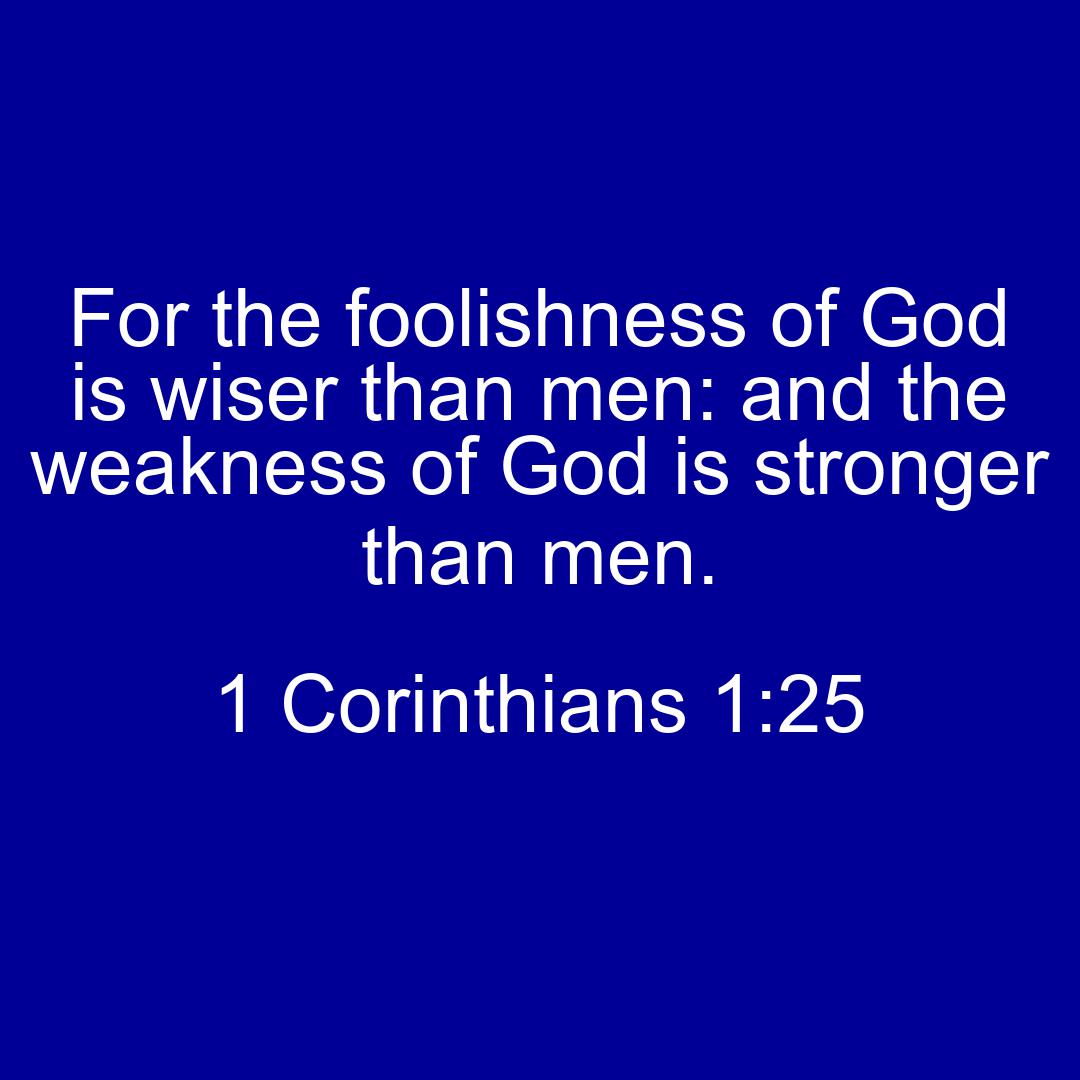 For the foolishness of God
is wiser than men: and the
weakness of God is stronger
than men.
1 Corinthians 1:25